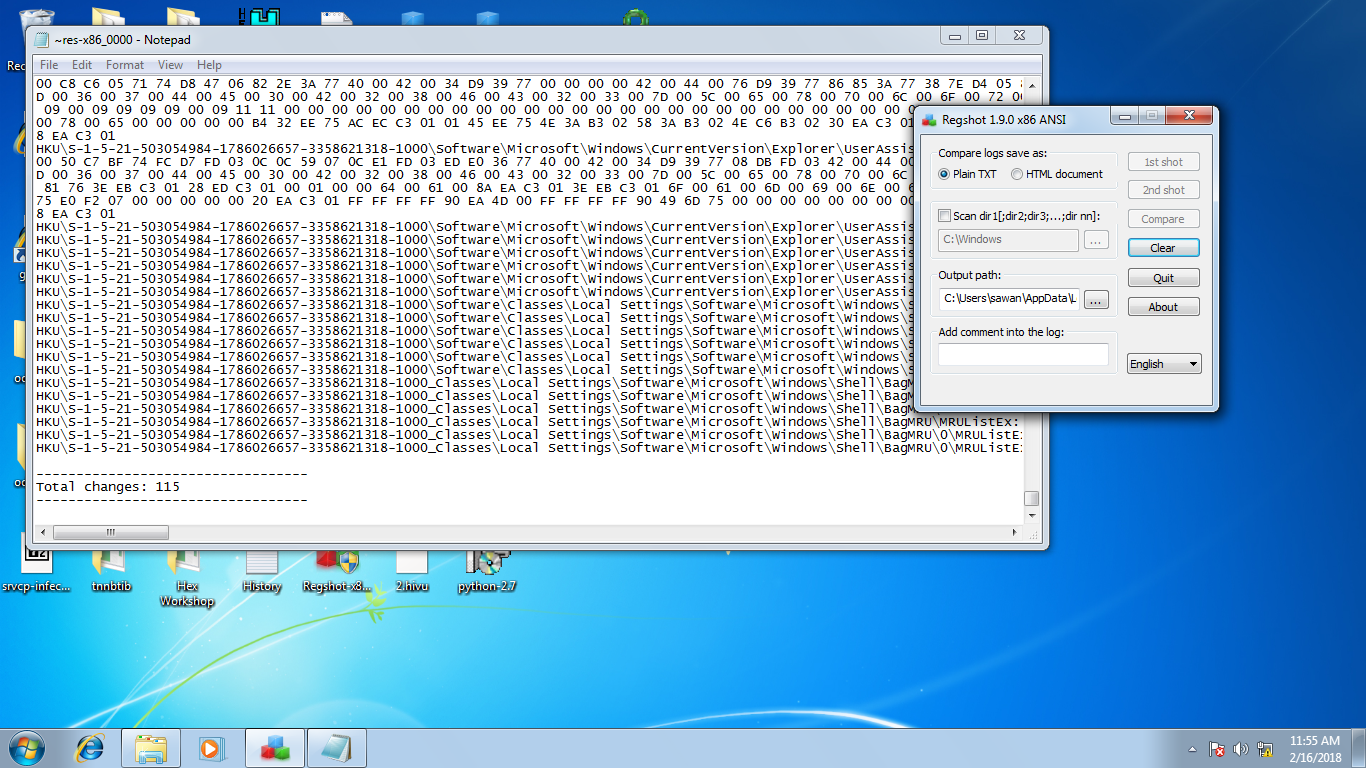 ~res-x86_0000 - Notepad
File Edit Format View Help
00 C8 C6 05 71 74 D8 47 06 82 2E 3A 77 40 00 42 00 34 D9 39 77 00 00 00 00 42 00 44 00 76 D9 39 77 86 85 3A 77 38 7E D4 05
D 00 36 00 37 00 44 00 45 00 30 00 42 00 32 00 38 00 46 00 43 00 32 00 33 00 7D 00 5C 00 65 00 78 00 70 00 6C 00 6F 00 72
09 00 09 09 09 09 00 09 11 11 00 00 00 00 00 00 00 00 00 00 00 00 00 00 00 00 00 00 00 00 00 00 00 00 00
00 78 00 65 00 00 00 00 00 B4 32 EE 75 AC EC C3 01 01 45 EE 75 4E 3A B3 02 58 3A B3 02 4E C6 B3 02 30 EA C3 01
8 EA C3 01
HKU\S-1-5-21-503054984-1786026657-3358621318-1000\Software\Microsoft\Windows\CurrentVersion\Explorer\UserAssis
00 50 C7 BF 74 FC D7 FD 03 0C 0C 59 07 0C E1 FD 03 ED E0 36 77 40 00 42 00 34 D9 39 77 08 DB FD 03 42 00 44 00
D 00 36 00 37 00 44 00 45 00 30 00 42 00 32 00 38 00 46 00 43 00 32 00 33 00 7D 00 5C 00 65 00 78 00 70 00 6C
81 76 3E EB C3 01 28 ED C3 01 00 01 00 00 64 00 61 00 8A EA C3 01 3E EB C3 01 6F 00 61 00 6D 00 69 00 6E 00
75 E0 F2 07 00 00 00 00 20 EA C3 01 FF FF FF FF 90 EA 4D 00 FF FF FF FF 90 49 6D 75 00 00 00 00 00 00 00 00
8 EA C3 01
HKU\S-1-5-21-503054984-1786026657-3358621318-1000\Software\Microsoft\Windows\CurrentVersion\Explorer\UserAssis
HKU\S-1-5-21-503054984-1786026657-3358621318-1000\Software\Microsoft\Windows\CurrentVersion\Explorer\UserAssis
HKU\S-1-5-21-503054984-1786026657-3358621318-1000\Software\Microsoft\Windows\CurrentVersion\Explorer\UserAssis
HKU\S-1-5-21-503054984-1786026657-3358621318-1000\Software\Microsoft\Windows\CurrentVersion\Explorer\UserAssis
HKU\S-1-5-21-503054984-1786026657-3358621318-1000\Software\Microsoft\Windows\CurrentVersion\Explorer\UserAssis
HKU\S-1-5-21-503054984-1786026657-3358621318-1000\Software\Microsoft\Windows\CurrentVersion\Explorer\UserAssis
HKU\S-1-5-21-503054984-1786026657-3358621318-1000\Software\Classes\Local Settings\Software\Microsoft\Windows\S
HKU\S-1-5-21-503054984-1786026657-3358621318-1000\Software\Classes\Local Settings\Software\Microsoft\Windows\S
HKU\S-1-5-21-503054984-1786026657-3358621318-1000\Software\Classes\Local Settings\Software\Microsoft\Windows\S
HKU\S-1-5-21-503054984-1786026657-3358621318-1000\Software\Classes\Local Settings\Software\Microsoft\Windows\S
HKU\S-1-5-21-503054984-1786026657-3358621318-1000\Software\Classes\Local Settings\Software\Microsoft\Windows\S
HKU\S-1-5-21-503054984-1786026657-3358621318-1000\Software\Classes\Local Settings\Software\Microsoft\Windows\S
HKU\S-1-5-21-503054984-1786026657-3358621318-1000_Classes\Local Settings\Software\Microsoft\Windows\Shell\BagM
HKU\S-1-5-21-503054984-1786026657-3358621318-1000_Classes\Local Settings\Software\Microsoft\Windows\Shell\BagM
HKU\S-1-5-21-503054984-1786026657-3358621318-1000_Classes\Local Settings\Software\Microsoft\Windows\Shell\BagM
HKU\S-1-5-21-503054984-1786026657-3358621318-1000_Classes\Local Settings\Software\Microsoft\Windows\Shell\BagMRU\MRUListEx:
HKU\S-1-5-21-503054984-1786026657-3358621318-1000_Classes\Local Settings\Software\Microsoft\Windows\Shell\BagMRU\0\MRUListE
HKU\S-1-5-21-503054984-1786026657-3358621318-1000_Classes\Local Settings\Software\Microsoft\Windows\Shell\BagMRU\0\MRUListE
----------------------------------
Total changes: 115
----------------------------------
Regshot 1.9.0 x86 ANSI
Compare logs save as:
Plain TXT HTML document
1st shot
2nd shot
Scan dir1[;dir2;dir3;...;dir nn]:
Compare
C:\Windows ...
Clear
Output path:
Quit
C:\Users\sawan\AppData\L ...
About
Add comment into the log:
English
srvcp-infec...
tnnbtib
Hex
Workshop
History
Regshot-x8...
2.hivu
python-2.7
11:55 AM
2/16/2018